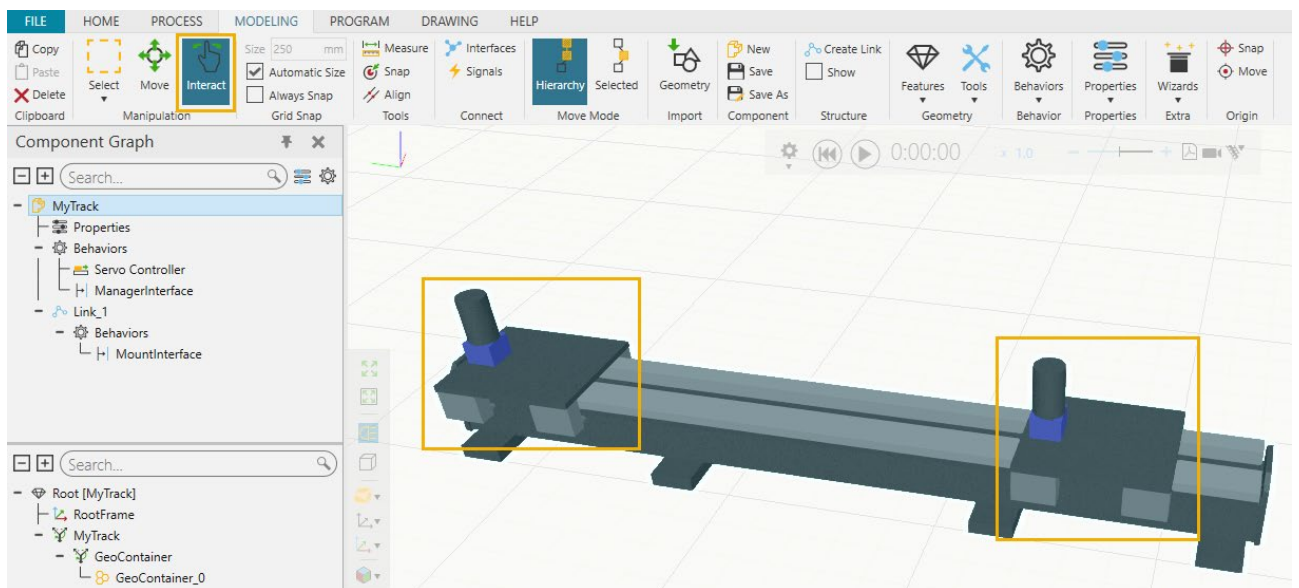 FILE HOME PROCESS MODELING PROGRAM DRAWING HELP
Copy
Paste
Delete
Clipboard
Select
Move
Interact
Manipulation
Size 250 mm
Automatic Size
Always Snap
Grid Snap
Measure
Snap
Align
Tools
Interfaces
Signals
Connect
Hierarchy
Selected
Move Mode
Geometry
Import
New
Save
Save As
Component
Create Link
Show
Structure
Features
Tools
Geometry
Behaviors
Behavior
Properties
Properties
Wizards
Extra
Snap
Move
Origin
Component Graph
Search...
MyTrack
Properties
Behaviors
Servo Controller
ManagerInterface
Link_1
Behaviors
MountInterface
Search...
Root [MyTrack]
RootFrame
MyTrack
GeoContainer
GeoContainer_0
0:00:00
x 1.0